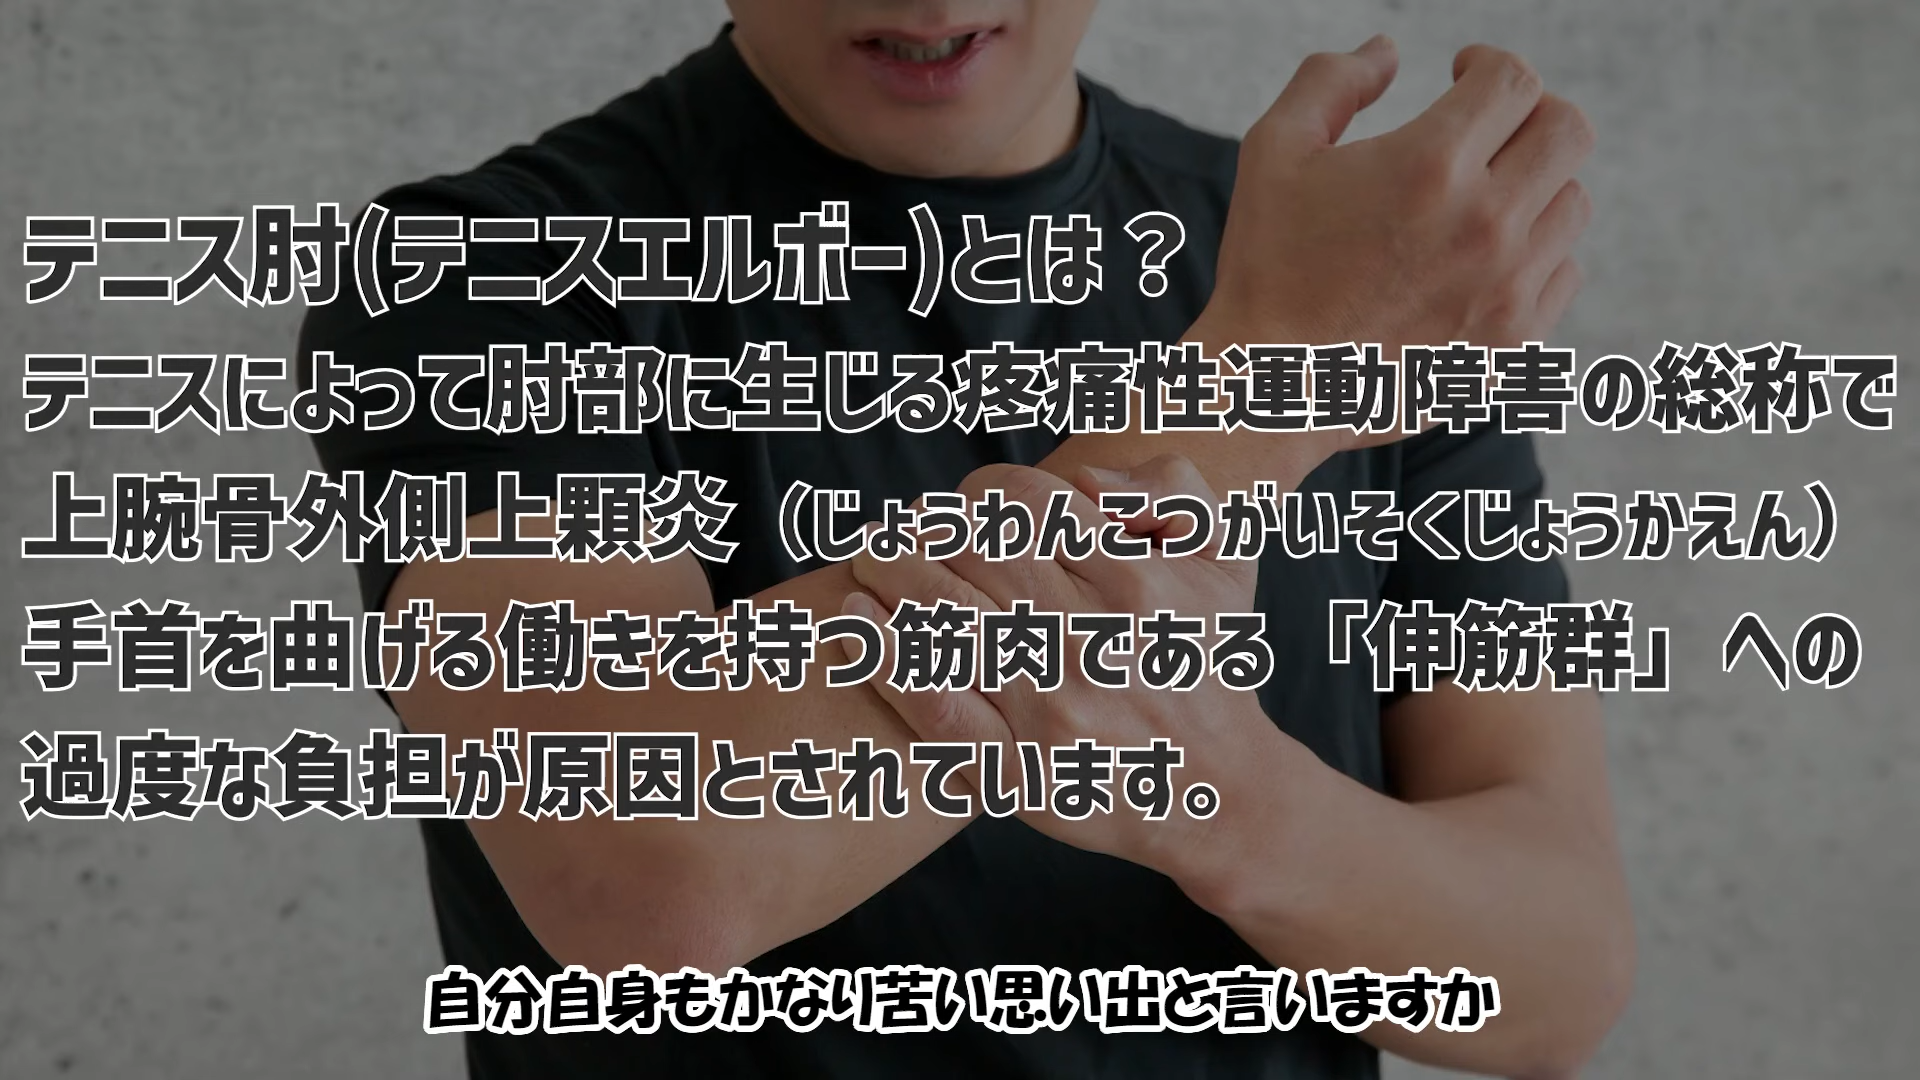 テニス肘(テニスエルボー)とは？
テニスによって肘部に生じる疼痛性運動障害の総称で
上腕骨外側上顆炎（じょうわんこつがいそくじょうかえん）
手首を曲げる働きを持つ筋肉である「伸筋群」への
過度な負担が原因とされています。
自分自身もかなり苦い思い出と言いますか